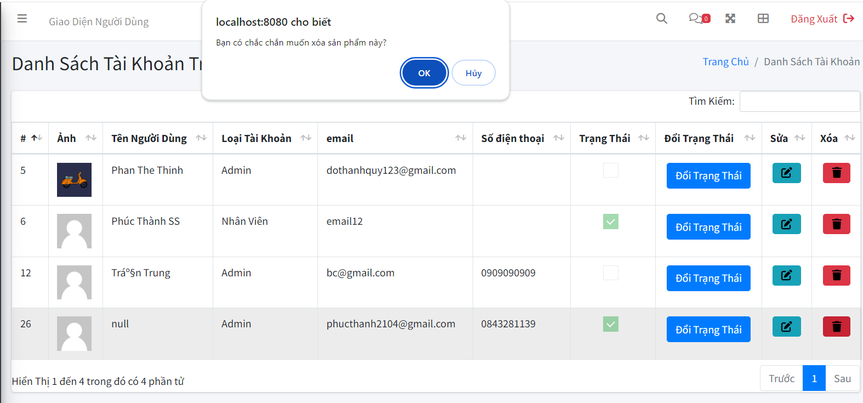 localhost:8080 cho biết
Bạn có chắc chắn muốn xóa sản phẩm này?
OK Hủy
Giao Diện Người Dùng Đăng Xuất
Danh Sách Tài Khoản Tr Trang Chủ / Danh Sách Tài Khoản
Tìm Kiếm:
# Ảnh Tên Người Dùng Loại Tài Khoản email Số điện thoại Trạng Thái Đổi Trạng Thái Sửa Xóa
5 Phan The Thinh Admin dothanhquy123@gmail.com Đổi Trạng Thái
6 Phúc Thành SS Nhân Viên email12 Đổi Trạng Thái
12 Tráº§n Trung Admin bc@gmail.com 0909090909 Đổi Trạng Thái
26 null Admin phucthanh2104@gmail.com 0843281139 Đổi Trạng Thái
Hiển Thị 1 đến 4 trong đó có 4 phần tử Trước 1 Sau